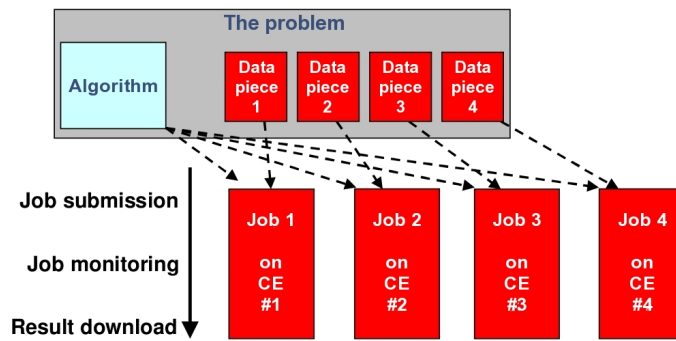 The problem
Algorithm
Data
piece
1
Data
piece
2
Data
piece
3
Data
piece
4
Job submission
Job monitoring
Result download
Job 1
on
CE
#1
Job 2
on
CE
#2
Job 3
on
CE
#3
Job 4
on
CE
#4